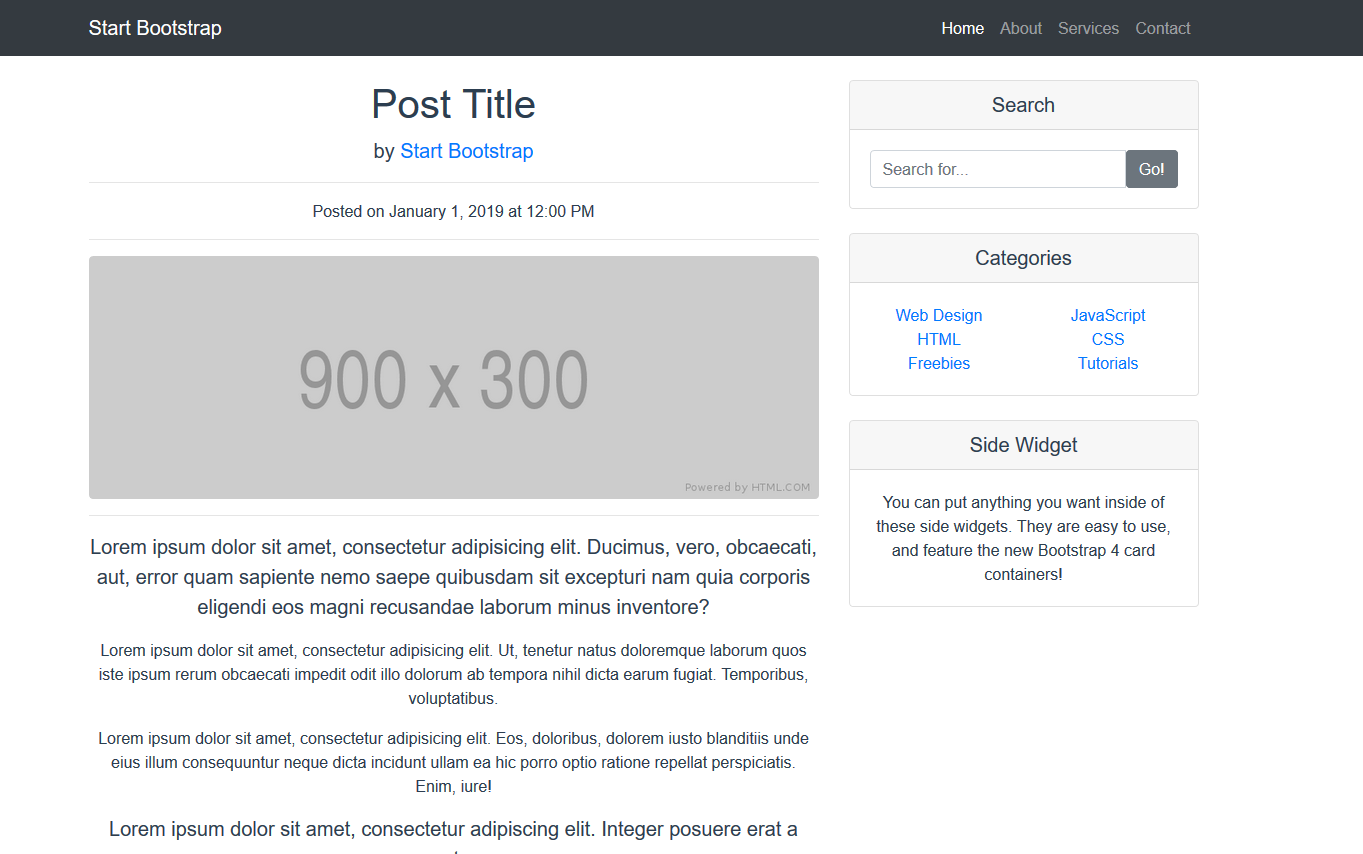 Start Bootstrap
Home About Services Contact
Post Title
by Start Bootstrap
Posted on January 1, 2019 at 12:00 PM
900 x 300
Powered by HTML.COM
Lorem ipsum dolor sit amet, consectetur adipisicing elit. Ducimus, vero, obcaecati,
aut, error quam sapiente nemo saepe quibusdam sit excepturi nam quia corporis
eligendi eos magni recusandae laborum minus inventore?
Lorem ipsum dolor sit amet, consectetur adipisicing elit. Ut, tenetur natus doloremque laborum quos
iste ipsum rerum obcaecati impedit odit illo dolorum ab tempora nihil dicta earum fugiat. Temporibus,
voluptatibus.
Lorem ipsum dolor sit amet, consectetur adipisicing elit. Eos, doloribus, dolorem iusto blanditiis unde
eius illum consequuntur neque dicta incidunt ullam ea hic porro optio ratione repellat perspiciatis.
Enim, iure!
Lorem ipsum dolor sit amet, consectetur adipiscing elit. Integer posuere erat a
Search
Search for...
Go!
Categories
Web Design
HTML
Freebies
JavaScript
CSS
Tutorials
Side Widget
You can put anything you want inside of
these side widgets. They are easy to use,
and feature the new Bootstrap 4 card
containers!